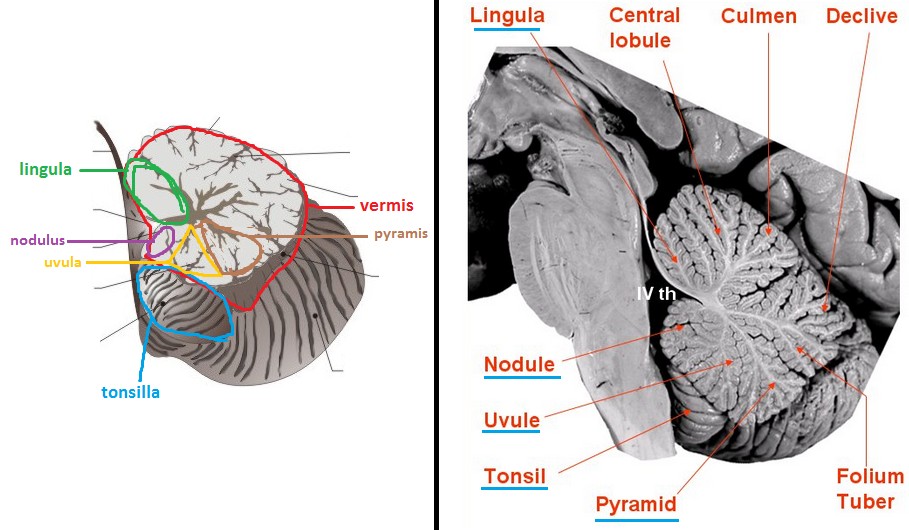 lingula
vermis
nodulus
pyramis
uvula
tonsilla
Lingula
Central
lobule
Culmen
Declive
IV th
Nodule
Uvule
Tonsil
Pyramid
Folium
Tuber